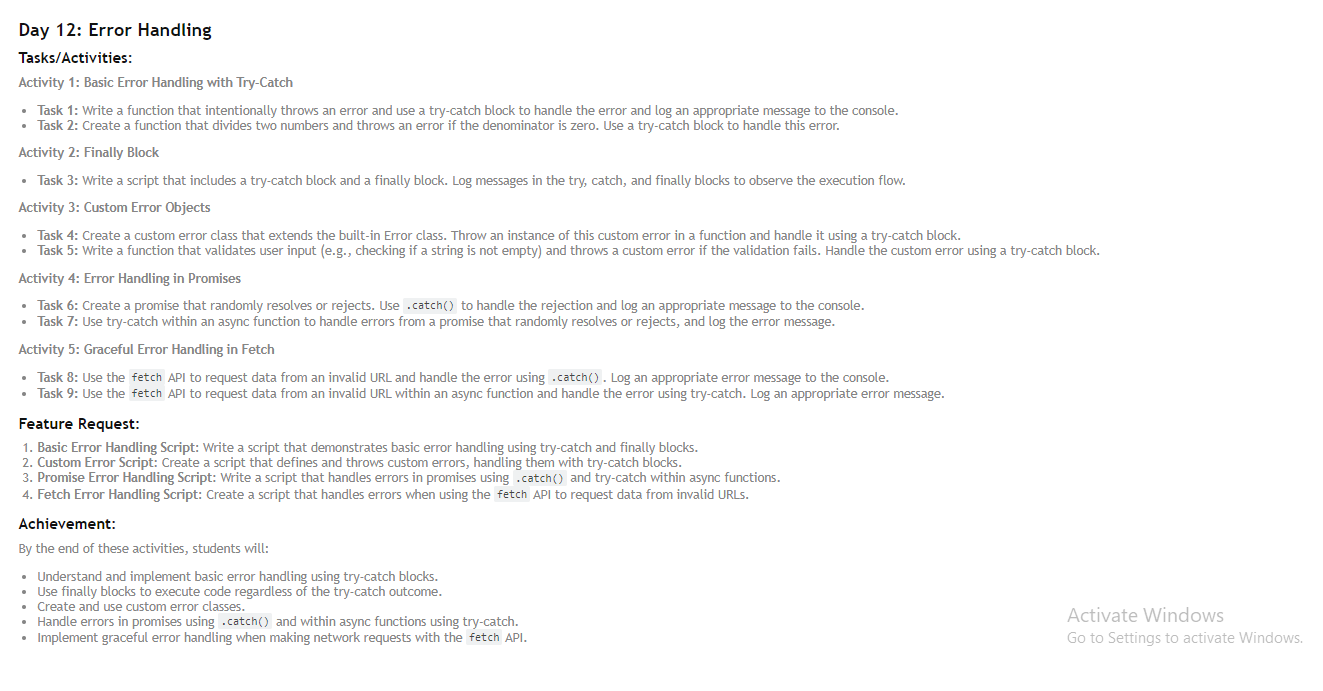 Day 12: Error Handling
Tasks/Activities:
Activity 1: Basic Error Handling with Try-Catch
• Task 1: Write a function that intentionally throws an error and use a try-catch block to handle the error and log an appropriate message to the console.
• Task 2: Create a function that divides two numbers and throws an error if the denominator is zero. Use a try-catch block to handle this error.
Activity 2: Finally Block
• Task 3: Write a script that includes a try-catch block and a finally block. Log messages in the try, catch, and finally blocks to observe the execution flow.
Activity 3: Custom Error Objects
• Task 4: Create a custom error class that extends the built-in Error class. Throw an instance of this custom error in a function and handle it using a try-catch block.
• Task 5: Write a function that validates user input (e.g., checking if a string is not empty) and throws a custom error if the validation fails. Handle the custom error using a try-catch block.
Activity 4: Error Handling in Promises
• Task 6: Create a promise that randomly resolves or rejects. Use .catch() to handle the rejection and log an appropriate message to the console.
• Task 7: Use try-catch within an async function to handle errors from a promise that randomly resolves or rejects, and log the error message.
Activity 5: Graceful Error Handling in Fetch
• Task 8: Use the fetch API to request data from an invalid URL and handle the error using .catch(). Log an appropriate error message to the console.
• Task 9: Use the fetch API to request data from an invalid URL within an async function and handle the error using try-catch. Log an appropriate error message.
Feature Request:
1. Basic Error Handling Script: Write a script that demonstrates basic error handling using try-catch and finally blocks.
2. Custom Error Script: Create a script that defines and throws custom errors, handling them with try-catch blocks.
3. Promise Error Handling Script: Write a script that handles errors in promises using .catch() and try-catch within async functions.
4. Fetch Error Handling Script: Create a script that handles errors when using the fetch API to request data from invalid URLs.
Achievement:
By the end of these activities, students will:
• Understand and implement basic error handling using try-catch blocks.
• Use finally blocks to execute code regardless of the try-catch outcome.
• Create and use custom error classes.
• Handle errors in promises using .catch() and within async functions using try-catch.
• Implement graceful error handling when making network requests with the fetch API.
Activate Windows
Go to Settings to activate Windows.